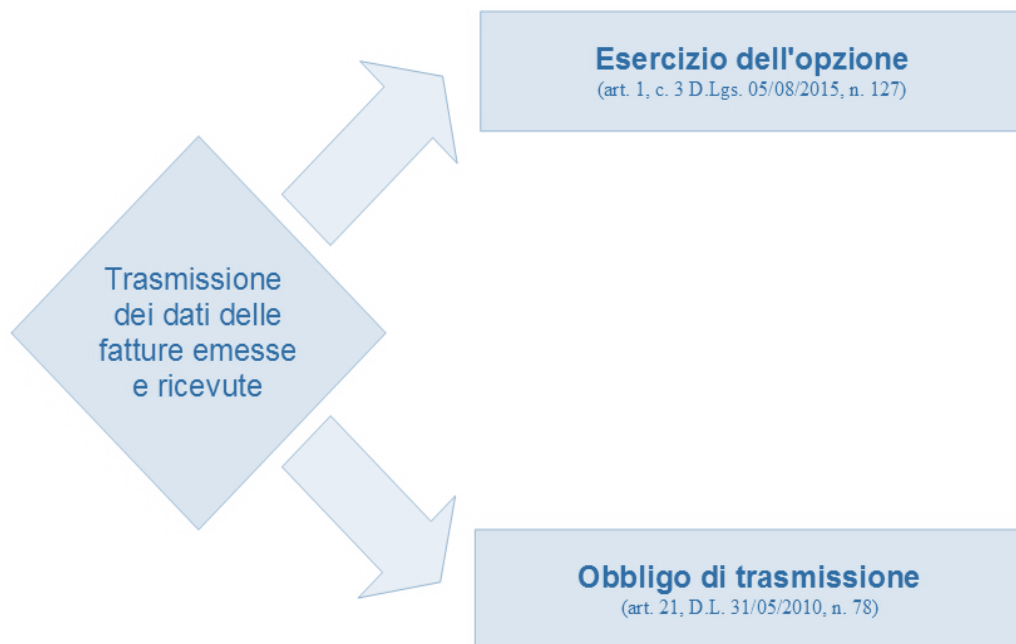 Esercizio dell'opzione
(art. 1, c. 3 D.Lgs. 05/08/2015, n. 127)
Trasmissione
dei dati delle
fatture emesse
e ricevute
Obbligo di trasmissione
(art. 21, D.L. 31/05/2010, n. 78)